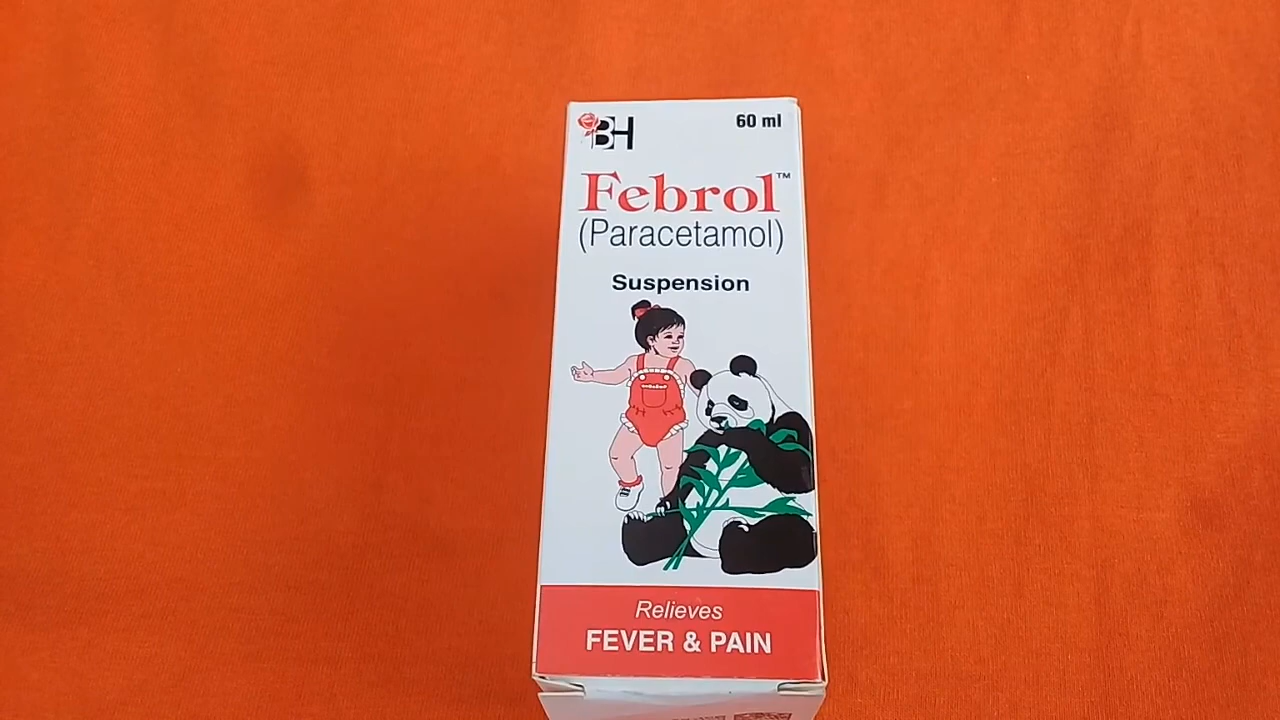 BH
60 ml
Febrol™
(Paracetamol)
Suspension
Relieves
FEVER & PAIN